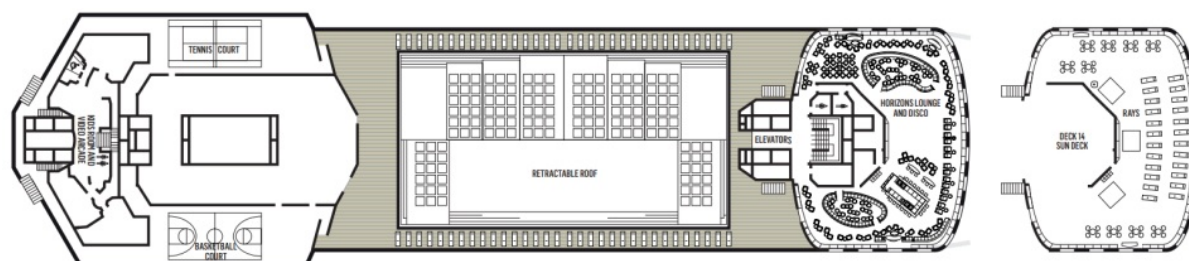 TENNIS COURT
KIDS ROOM AND
VIDEO ARCADE
BASKETBALL
COURT
RETRACTABLE ROOF
ELEVATORS
HORIZONS LOUNGE
AND DISCO
DECK 14
SUN DECK
RAYS